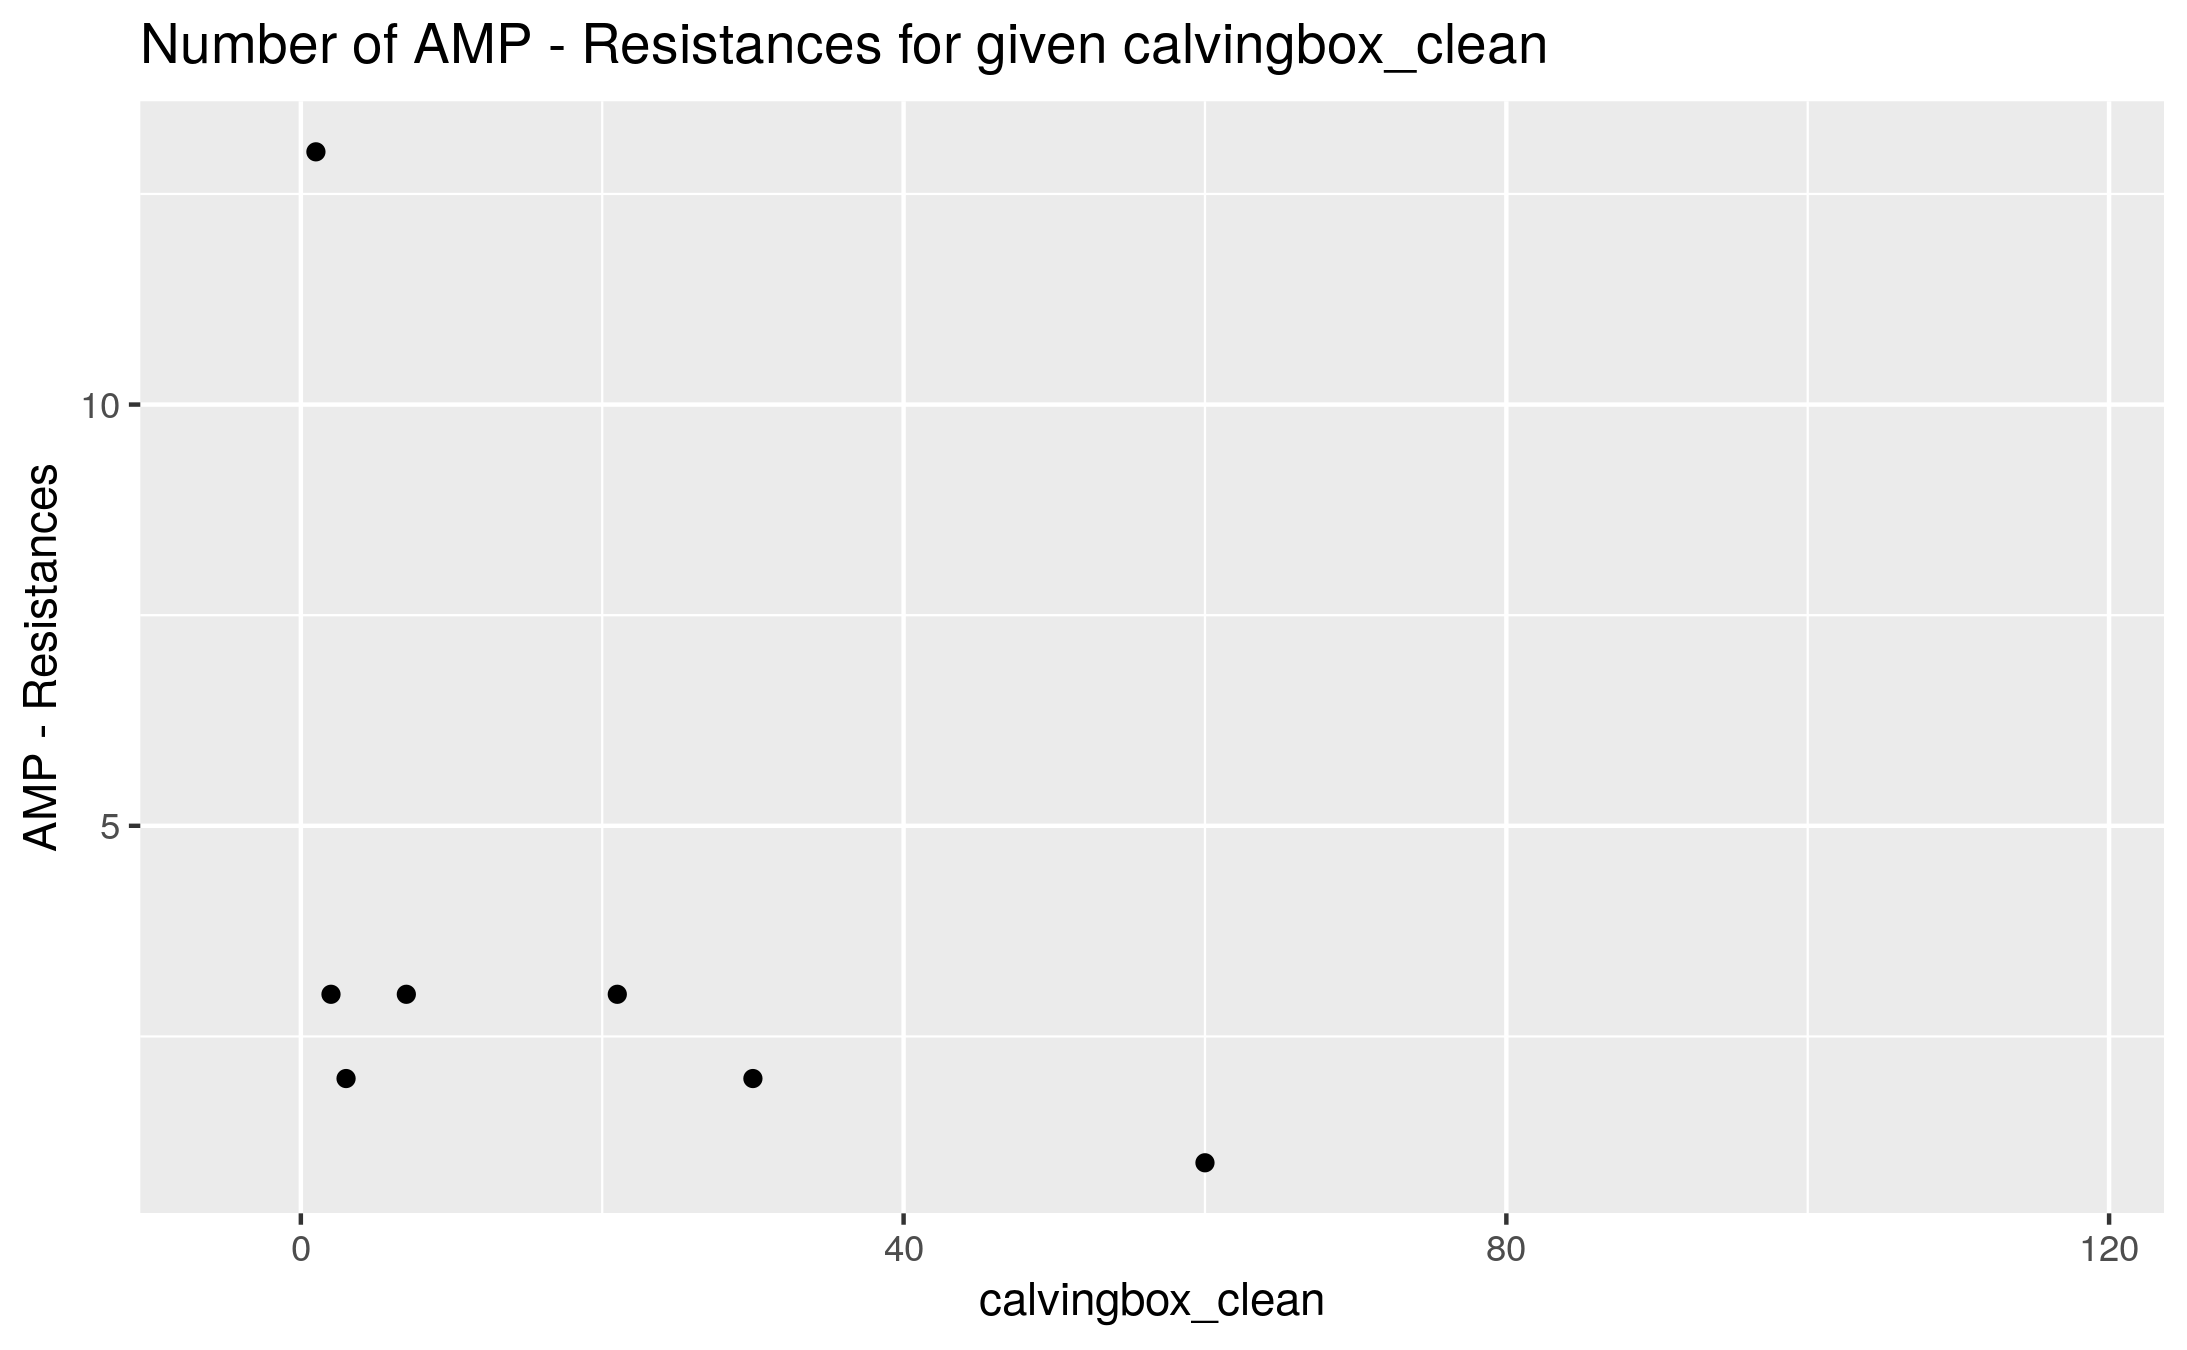 Number of AMP - Resistances for given calvingbox_clean
10
5
AMP - Resistances
0 40 80 120
calvingbox_clean